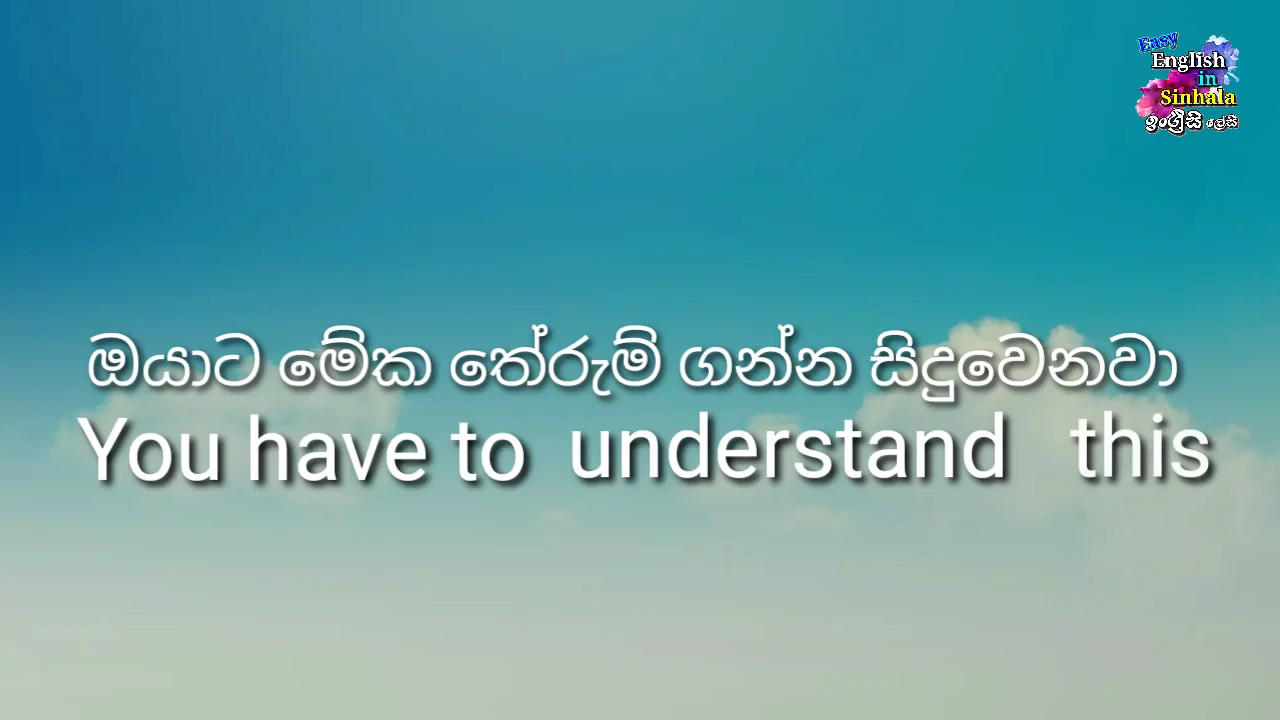 Easy
English
in
Sinhala
ඉංග්‍රීසි ලේසි
ඔයාට මේක තේරුම් ගන්න සිදුවෙනවා
You have to understand this